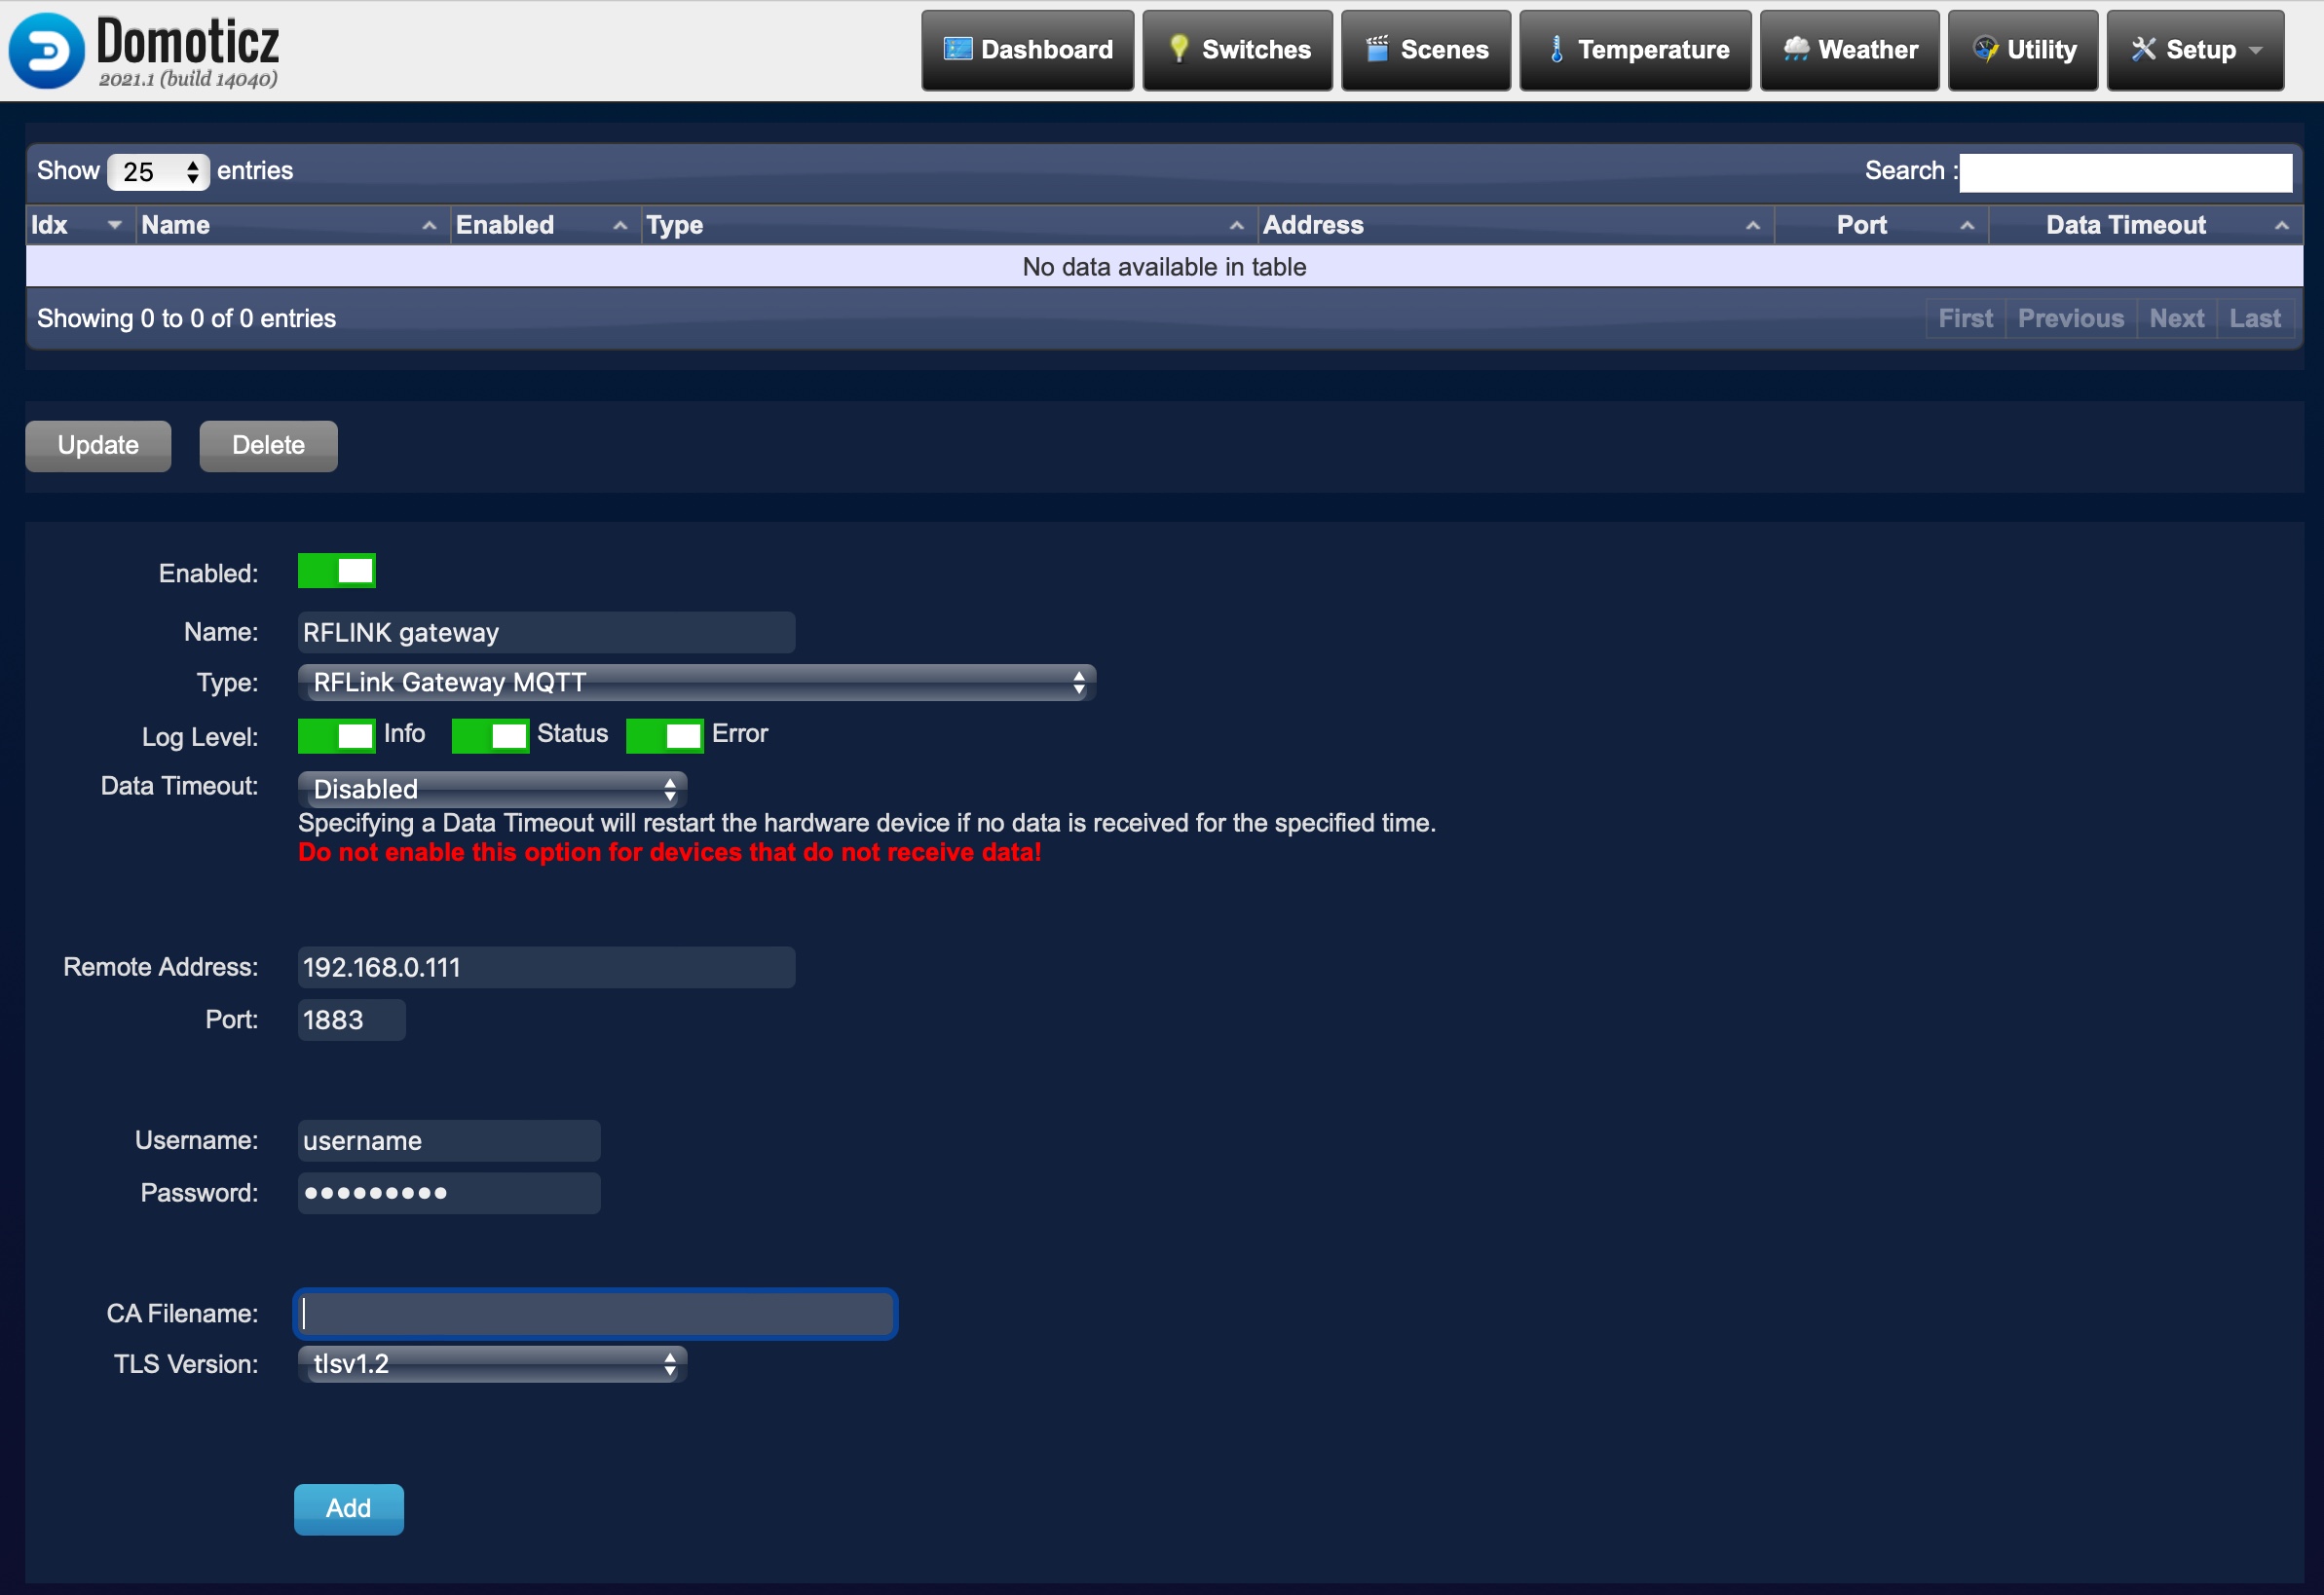 Domoticz
2021.1 (build 14040)
Dashboard Switches Scenes Temperature Weather Utility Setup
Show 25 entries Search :
Idx Name Enabled Type Address Port Data Timeout
No data available in table
Showing 0 to 0 of 0 entries First Previous Next Last
Update Delete
Enabled:
Name: RFLINK gateway
Type: RFLink Gateway MQTT
Log Level: Info Status Error
Data Timeout: Disabled
Specifying a Data Timeout will restart the hardware device if no data is received for the specified time.
Do not enable this option for devices that do not receive data!
Remote Address: 192.168.0.111
Port: 1883
Username: username
Password: •••••••••
CA Filename:
TLS Version: tlsv1.2
Add